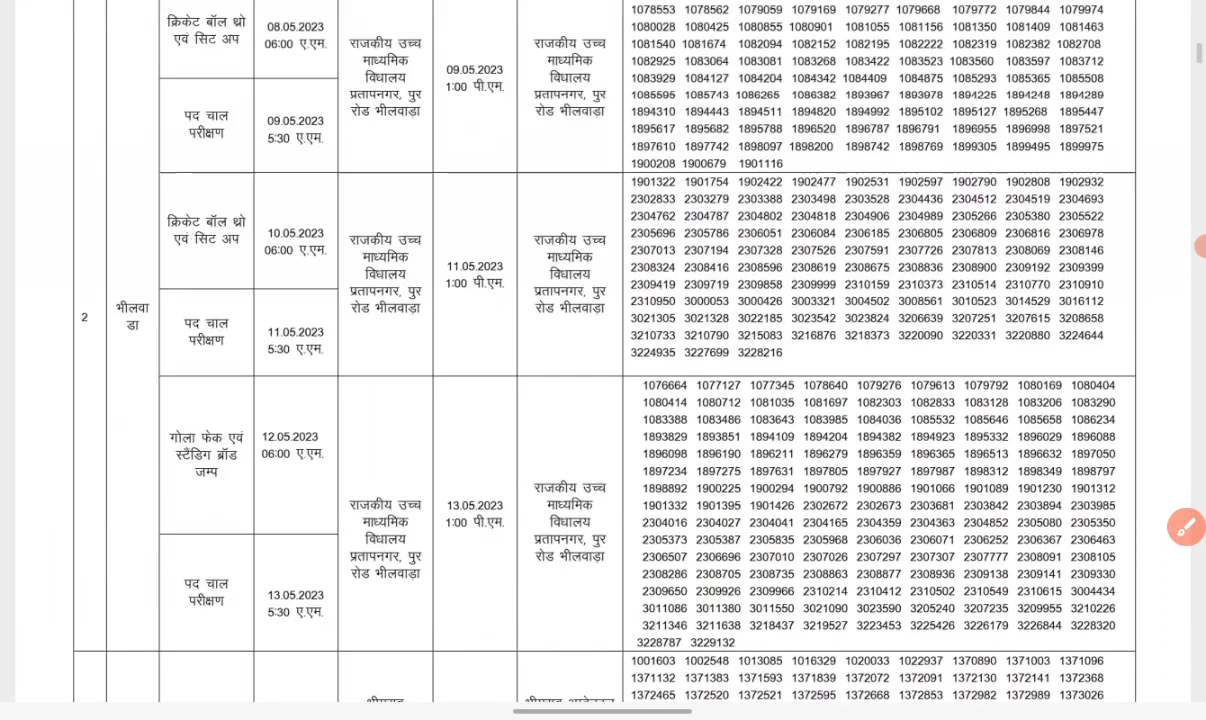 2
भीलवा
डा
क्रिकेट बॉल थ्रो
एवं सिट अप
08.05.2023
06:00 ए.एम.
पद चाल
परीक्षण
09.05.2023
5:30 ए.एम.
राजकीय उच्च
माध्यमिक
विधालय
प्रतापनगर, पुर
रोड भीलवाड़ा
09.05.2023
1:00 पी.एम.
राजकीय उच्च
माध्यमिक
विधालय
प्रतापनगर, पुर
रोड भीलवाड़ा
1078553 1078562 1079059 1079169 1079277 1079668 1079772 1079844 1079974
1080028 1080425 1080855 1080901 1081055 1081156 1081350 1081409 1081463
1081540 1081674 1082094 1082152 1082195 1082222 1082319 1082382 1082708
1082925 1083064 1083081 1083268 1083422 1083523 1083560 1083597 1083712
1083929 1084127 1084204 1084342 1084409 1084875 1085293 1085365 1085508
1085595 1085743 1086265 1086382 1893967 1893978 1894225 1894248 1894289
1894310 1894443 1894511 1894820 1894992 1895102 1895127 1895268 1895447
1895617 1895682 1895788 1896520 1896787 1896791 1896955 1896998 1897521
1897610 1897742 1898097 1898200 1898742 1898769 1899305 1899495 1899975
1900208 1900679 1901116
क्रिकेट बॉल थ्रो
एवं सिट अप
10.05.2023
06:00 ए.एम.
पद चाल
परीक्षण
11.05.2023
5:30 ए.एम.
राजकीय उच्च
माध्यमिक
विधालय
प्रतापनगर, पुर
रोड भीलवाड़ा
11.05.2023
1:00 पी.एम.
राजकीय उच्च
माध्यमिक
विधालय
प्रतापनगर, पुर
रोड भीलवाड़ा
1901322 1901754 1902422 1902477 1902531 1902597 1902790 1902808 1902932
2302833 2303279 2303388 2303498 2303528 2304436 2304512 2304519 2304693
2304762 2304787 2304802 2304818 2304906 2304989 2305266 2305380 2305522
2305696 2305786 2306051 2306084 2306185 2306805 2306809 2306816 2306978
2307013 2307194 2307328 2307526 2307591 2307726 2307813 2308069 2308146
2308324 2308416 2308596 2308619 2308675 2308836 2308900 2309192 2309399
2309419 2309719 2309858 2309999 2310159 2310373 2310514 2310770 2310910
2310950 3000053 3000426 3003321 3004502 3008561 3010523 3014529 3016112
3021305 3021328 3022185 3023542 3023824 3206639 3207251 3207615 3208658
3210733 3210790 3215083 3216876 3218373 3220090 3220331 3220880 3224644
3224935 3227699 3228216
गोला फेक एवं
स्टैंडिग ब्रॉड
जम्प
12.05.2023
06:00 ए.एम.
पद चाल
परीक्षण
13.05.2023
5:30 ए.एम.
राजकीय उच्च
माध्यमिक
विधालय
प्रतापनगर, पुर
रोड भीलवाड़ा
13.05.2023
1:00 पी.एम.
राजकीय उच्च
माध्यमिक
विधालय
प्रतापनगर, पुर
रोड भीलवाड़ा
1076664 1077127 1077345 1078640 1079276 1079613 1079792 1080169 1080404
1080414 1080712 1081035 1081697 1082303 1082833 1083128 1083206 1083290
1083388 1083486 1083643 1083985 1084036 1085532 1085646 1085658 1086234
1893829 1893851 1894109 1894204 1894382 1894923 1895332 1896029 1896088
1896098 1896190 1896211 1896279 1896359 1896365 1896513 1896632 1897050
1897234 1897275 1897631 1897805 1897927 1897987 1898312 1898349 1898797
1898892 1900225 1900294 1900792 1900886 1901066 1901089 1901230 1901312
1901332 1901395 1901426 2302672 2302673 2303681 2303842 2303894 2303985
2304016 2304027 2304041 2304165 2304359 2304363 2304852 2305080 2305350
2305373 2305387 2305835 2305968 2306036 2306071 2306252 2306367 2306463
2306507 2306696 2307010 2307026 2307297 2307307 2307777 2308091 2308105
2308286 2308705 2308735 2308863 2308877 2308936 2309138 2309141 2309330
2309650 2309926 2309966 2310214 2310412 2310502 2310549 2310615 3004434
3011086 3011380 3011550 3021090 3023590 3205240 3207235 3209955 3210226
3211346 3211638 3218437 3219527 3223453 3225426 3226179 3226844 3228320
3228787 3229132
1001603 1002548 1013085 1016329 1020033 1022937 1370890 1371003 1371096
1371132 1371383 1371593 1371839 1372072 1372091 1372130 1372141 1372368
1372465 1372520 1372521 1372595 1372668 1372853 1372982 1372989 1373026